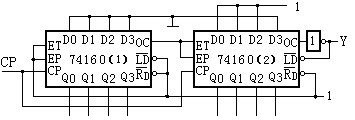 1
ET D0 D1 D2 D3 OC ET D0 D1 D2 D3 OC 1 Y
EP 74160(1) LD EP 74160(2) LD
CP CP Q0 Q1 Q2 Q3 RD CP Q0 Q1 Q2 Q3 RD
1